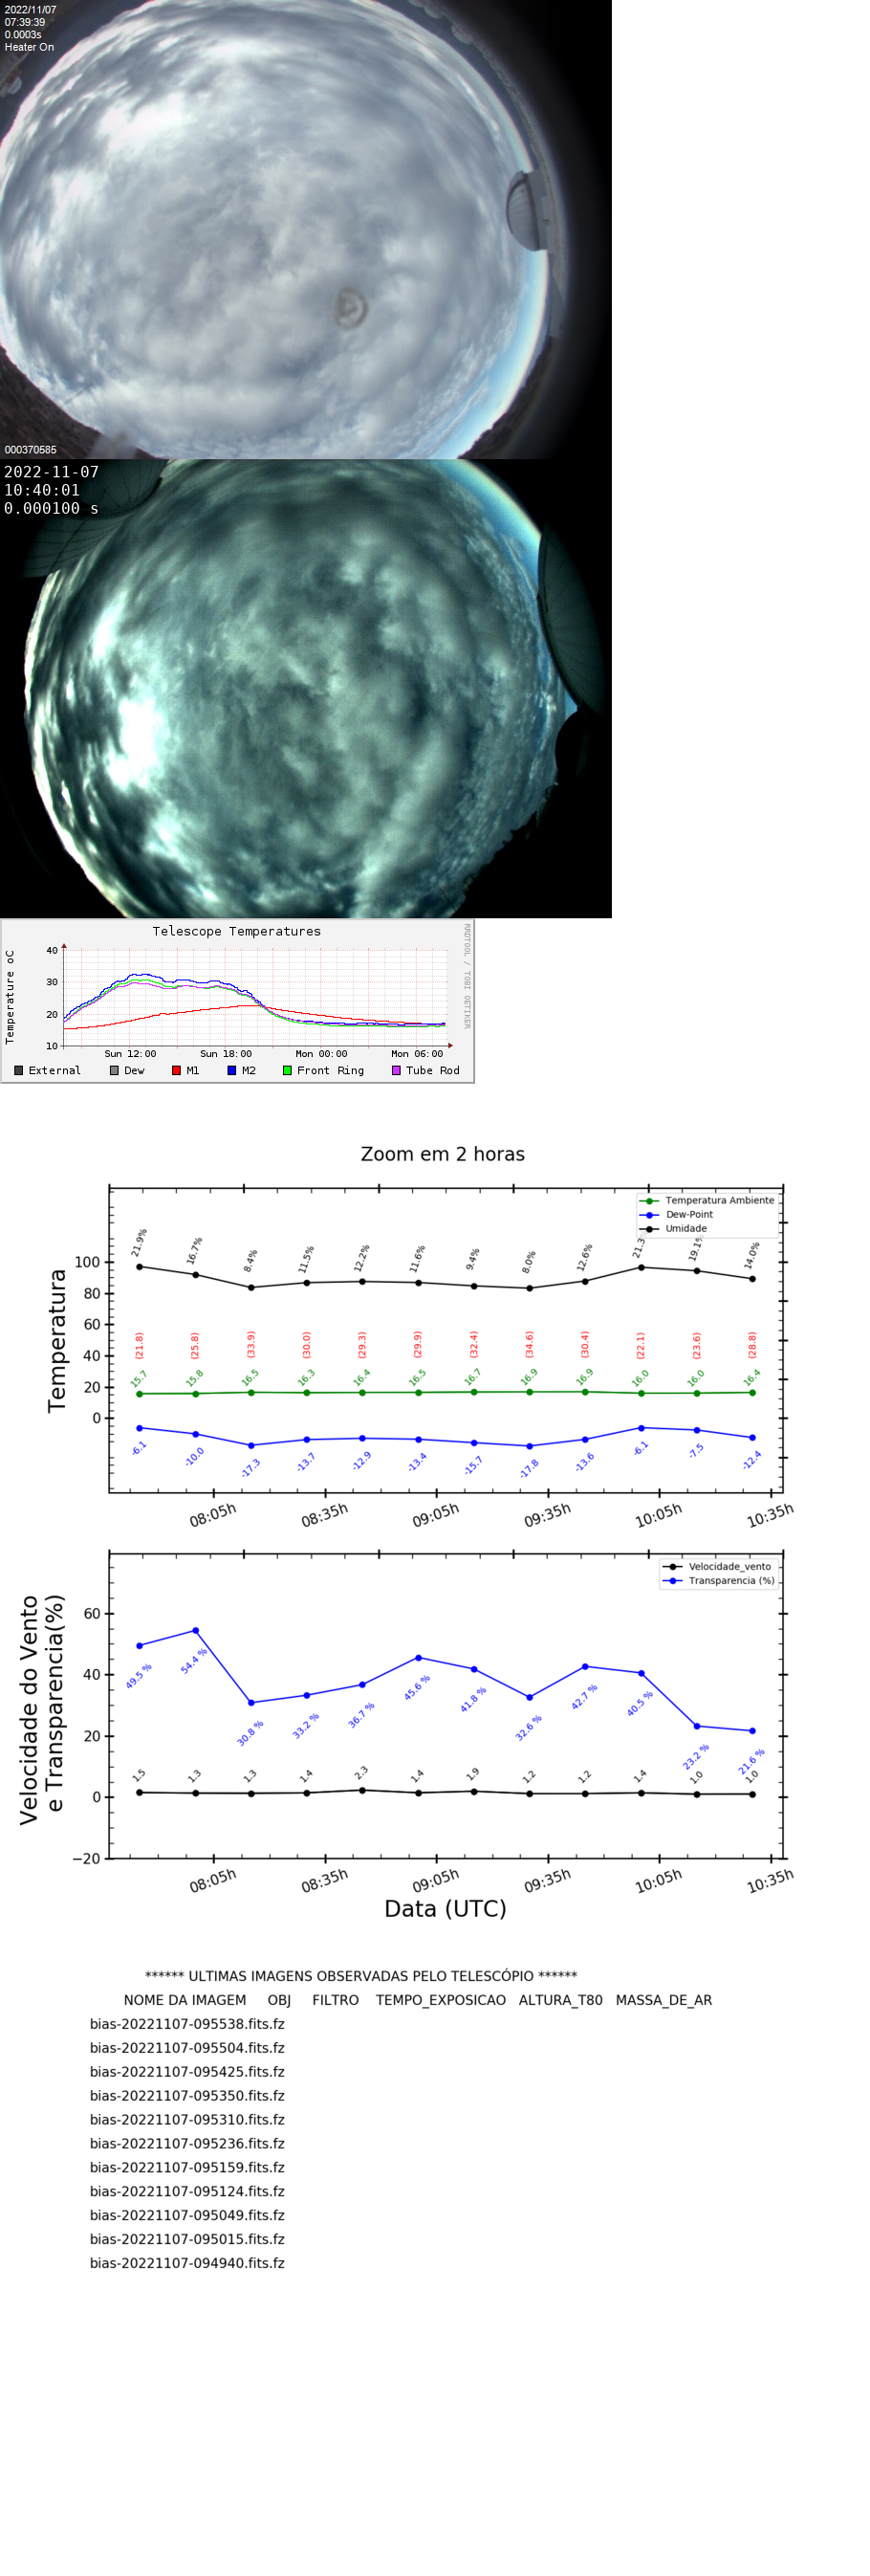 2022/11/07
07:39:39
0.0003s
Heater On
000370585
2022-11-07
10:40:01
0.000100 s
Telescope Temperatures
RRDTOOL / TOBI OETIKER
Temperature oC
40
30
20
10
Sun 12:00 Sun 18:00 Mon 00:00 Mon 06:00
External Dew M1 M2 Front Ring Tube Rod
Zoom em 2 horas
Temperatura Ambiente
Dew-Point
Umidade
Temperatura
100
80
60
40
20
0
21.9% 16.7% 8.4% 11.5% 12.2% 11.6% 9.4% 8.0% 12.6% 21.3 19.1% 14.0%
(21.8) (25.8) (33.9) (30.0) (29.3) (29.9) (32.4) (34.6) (30.4) (22.1) (23.6) (28.8)
15.7 15.8 16.5 16.3 16.4 16.5 16.7 16.9 16.9 16.0 16.0 16.4
-6.1 -10.0 -17.3 -13.7 -12.9 -13.4 -15.7 -17.8 -13.6 -6.1 -7.5 -12.4
08:05h 08:35h 09:05h 09:35h 10:05h 10:35h
Velocidade_vento
Transparencia (%)
Velocidade do Vento
e Transparencia(%)
60
40
20
0
−20
49.5 % 54.4 % 30.8 % 33.2 % 36.7 % 45.6 % 41.8 % 32.6 % 42.7 % 40.5 % 23.2 % 21.6 %
1.5 1.3 1.3 1.4 2.3 1.4 1.9 1.2 1.2 1.4 1.0 1.0
08:05h 08:35h 09:05h 09:35h 10:05h 10:35h
Data (UTC)
****** ULTIMAS IMAGENS OBSERVADAS PELO TELESCÓPIO ******
NOME DA IMAGEM OBJ FILTRO TEMPO_EXPOSICAO ALTURA_T80 MASSA_DE_AR
bias-20221107-095538.fits.fz
bias-20221107-095504.fits.fz
bias-20221107-095425.fits.fz
bias-20221107-095350.fits.fz
bias-20221107-095310.fits.fz
bias-20221107-095236.fits.fz
bias-20221107-095159.fits.fz
bias-20221107-095124.fits.fz
bias-20221107-095049.fits.fz
bias-20221107-095015.fits.fz
bias-20221107-094940.fits.fz